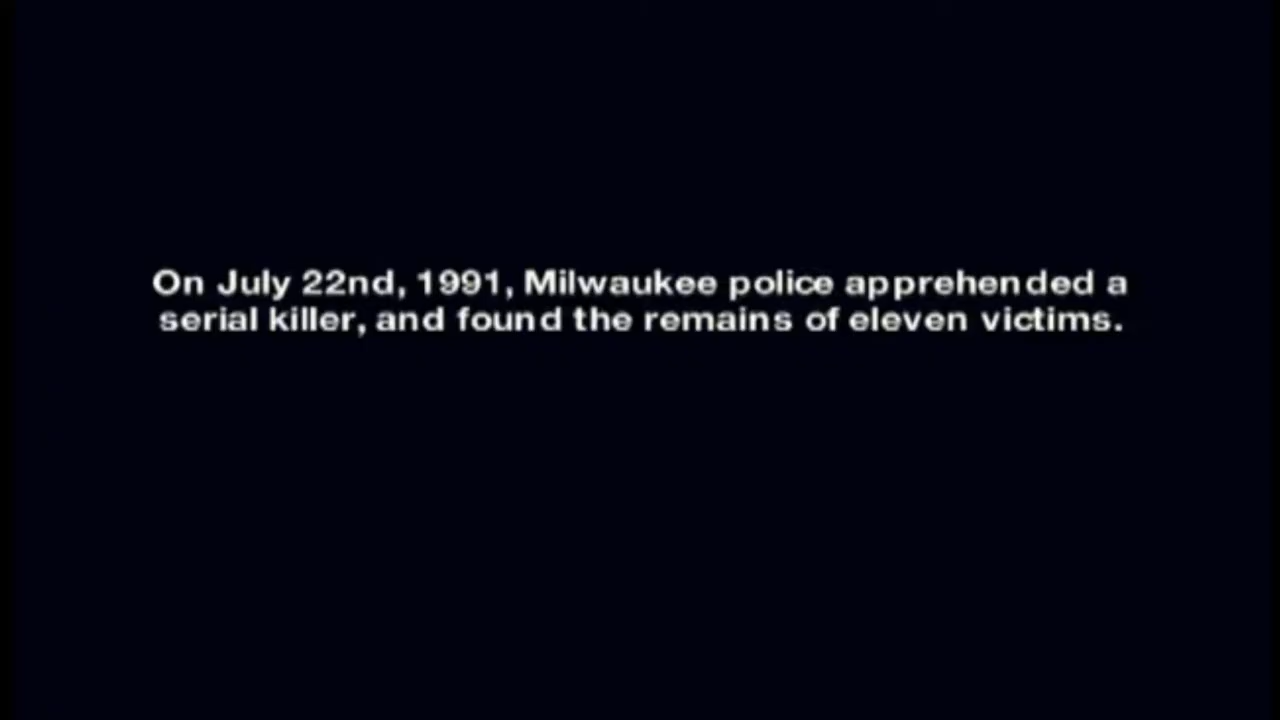 On July 22nd, 1991, Milwaukee police apprehended a
serial killer, and found the remains of eleven victims.